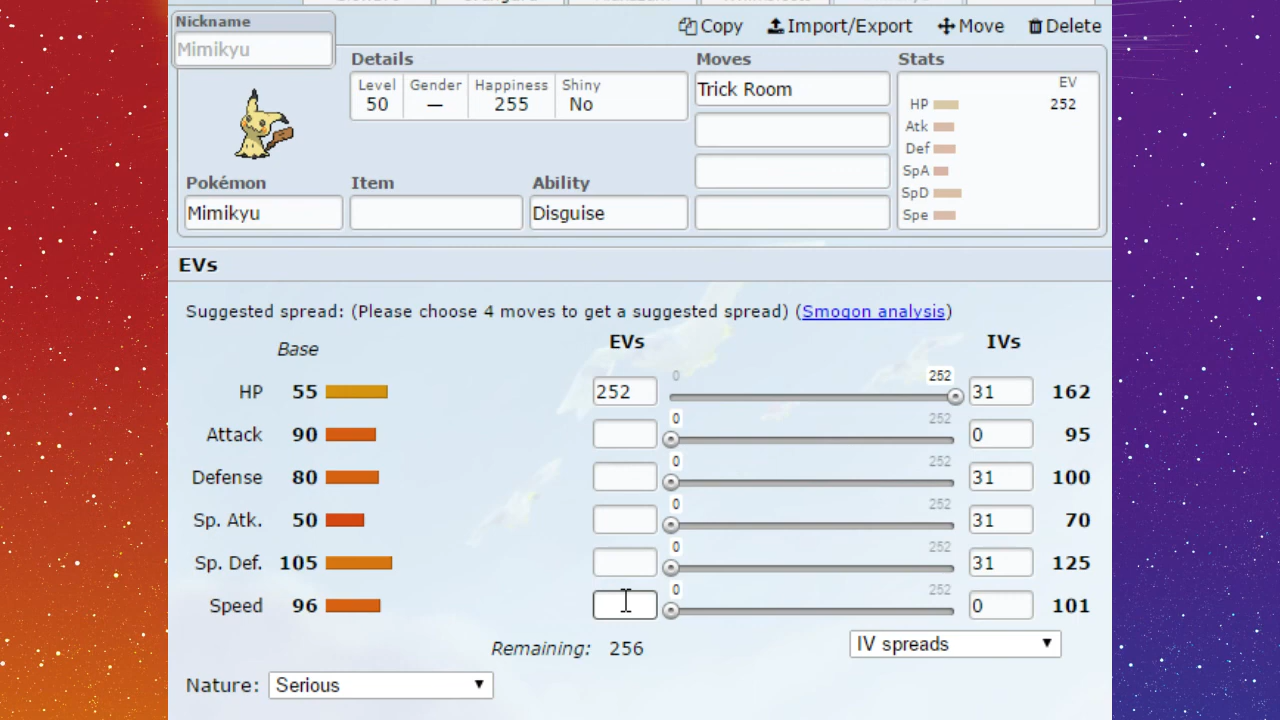 Nickname
Mimikyu
Copy Import/Export Move Delete
Details
Level Gender Happiness Shiny
50 — 255 No
Moves
Trick Room
Stats
EV
HP 252
Atk
Def
SpA
SpD
Spe
Pokémon Item Ability
Mimikyu Disguise
EVs
Suggested spread: (Please choose 4 moves to get a suggested spread) (Smogon analysis)
Base EVs IVs
HP 55 252 0 252 31 162
Attack 90 0 252 0 95
Defense 80 0 252 31 100
Sp. Atk. 50 0 252 31 70
Sp. Def. 105 0 252 31 125
Speed 96 0 252 0 101
Remaining: 256
IV spreads
Nature: Serious